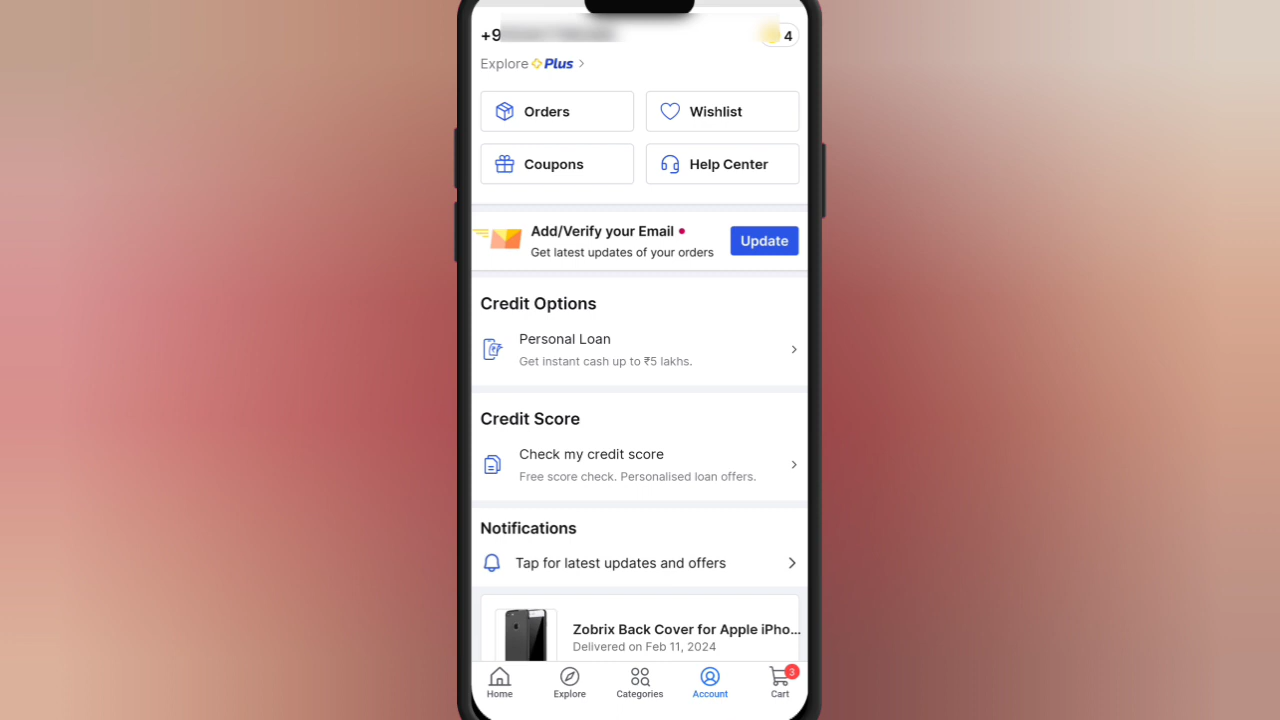 +9
4
Explore Plus
Orders
Wishlist
Coupons
Help Center
Add/Verify your Email
Get latest updates of your orders
Update
Credit Options
Personal Loan
Get instant cash up to ₹5 lakhs.
Credit Score
Check my credit score
Free score check. Personalised loan offers.
Notifications
Tap for latest updates and offers
Zobrix Back Cover for Apple iPho...
Delivered on Feb 11, 2024
3
Home
Explore
Categories
Account
Cart